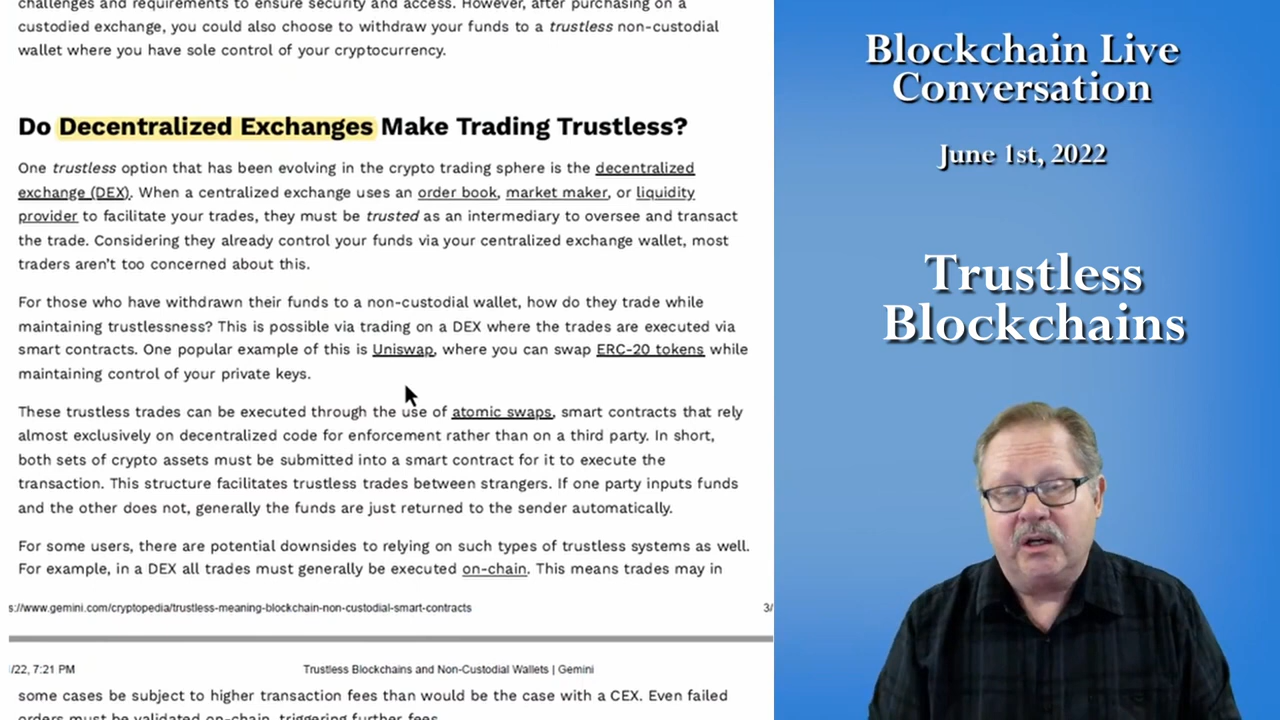 challenges and requirements to ensure security and access. However, after purchasing on a
custodied exchange, you could also choose to withdraw your funds to a trustless non-custodial
wallet where you have sole control of your cryptocurrency.
Do Decentralized Exchanges Make Trading Trustless?
One trustless option that has been evolving in the crypto trading sphere is the decentralized
exchange (DEX). When a centralized exchange uses an order book, market maker, or liquidity
provider to facilitate your trades, they must be trusted as an intermediary to oversee and transact
the trade. Considering they already control your funds via your centralized exchange wallet, most
traders aren't too concerned about this.
For those who have withdrawn their funds to a non-custodial wallet, how do they trade while
maintaining trustlessness? This is possible via trading on a DEX where the trades are executed via
smart contracts. One popular example of this is Uniswap, where you can swap ERC-20 tokens while
maintaining control of your private keys.
These trustless trades can be executed through the use of atomic swaps, smart contracts that rely
almost exclusively on decentralized code for enforcement rather than on a third party. In short,
both sets of crypto assets must be submitted into a smart contract for it to execute the
transaction. This structure facilitates trustless trades between strangers. If one party inputs funds
and the other does not, generally the funds are just returned to the sender automatically.
For some users, there are potential downsides to relying on such types of trustless systems as well.
For example, in a DEX all trades must generally be executed on-chain. This means trades may in
s://www.gemini.com/cryptopedia/trustless-meaning-blockchain-non-custodial-smart-contracts 3/
/22, 7:21 PM Trustless Blockchains and Non-Custodial Wallets | Gemini
some cases be subject to higher transaction fees than would be the case with a CEX. Even failed
orders must be validated on-chain, triggering further fees.
Blockchain Live
Conversation
June 1st, 2022
Trustless
Blockchains